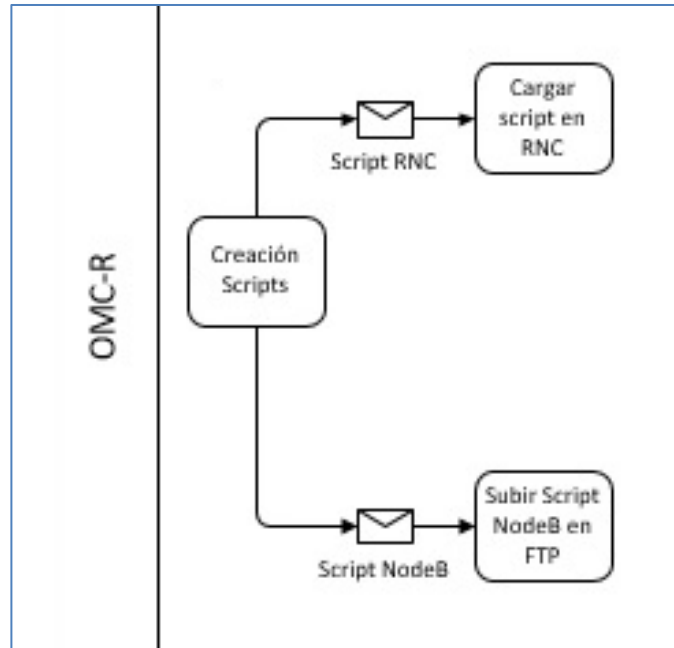 OMC-R
Cargar
script en
RNC
Script RNC
Creación
Scripts
Subir Script
NodeB en
FTP
Script NodeB